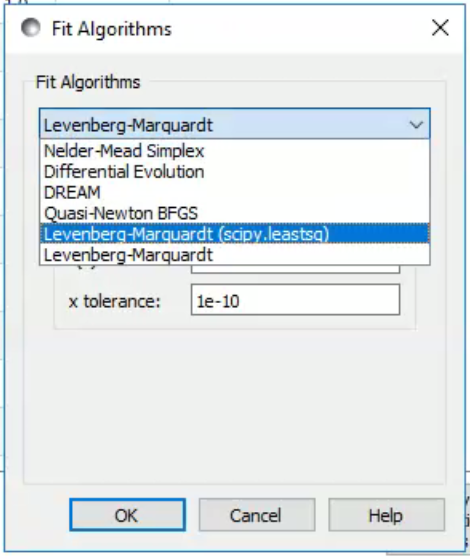 Fit Algorithms
Fit Algorithms
Levenberg-Marquardt
Nelder-Mead Simplex
Differential Evolution
DREAM
Quasi-Newton BFGS
Levenberg-Marquardt (scipy.leastsq)
Levenberg-Marquardt
x tolerance: 1e-10
OK Cancel Help